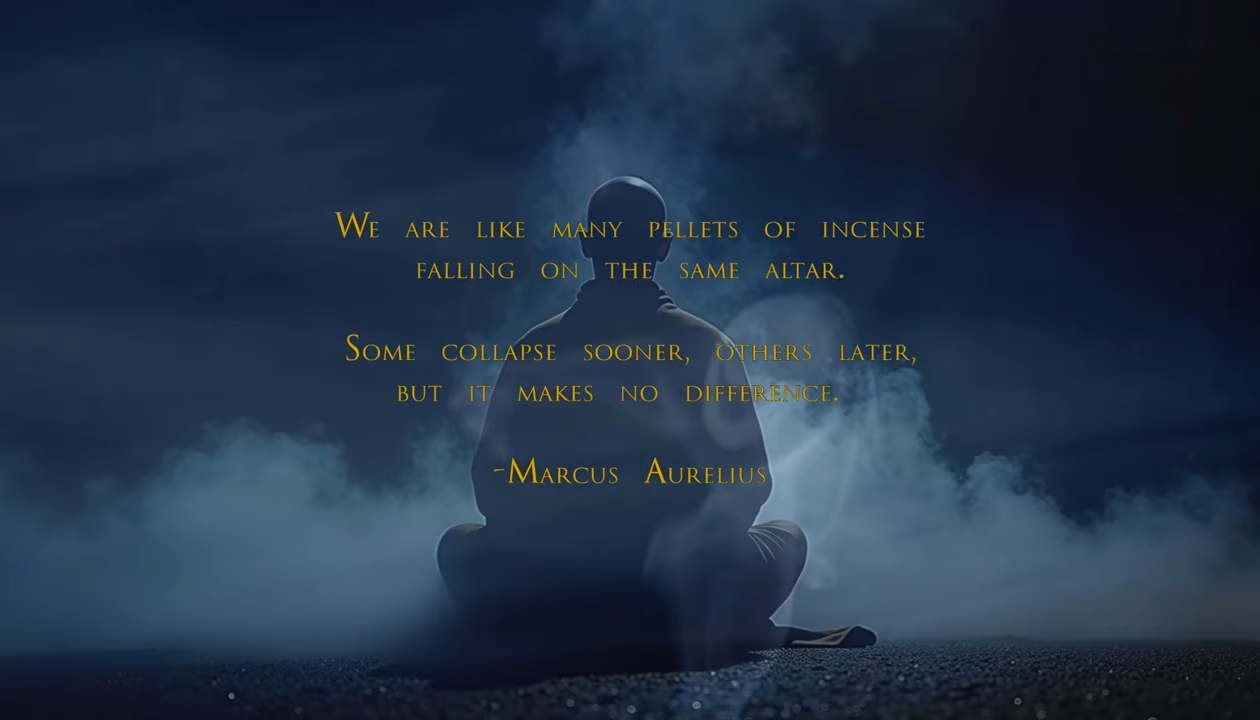 We are like many pellets of incense
falling on the same altar.
Some collapse sooner, others later,
but it makes no difference.
-Marcus Aurelius